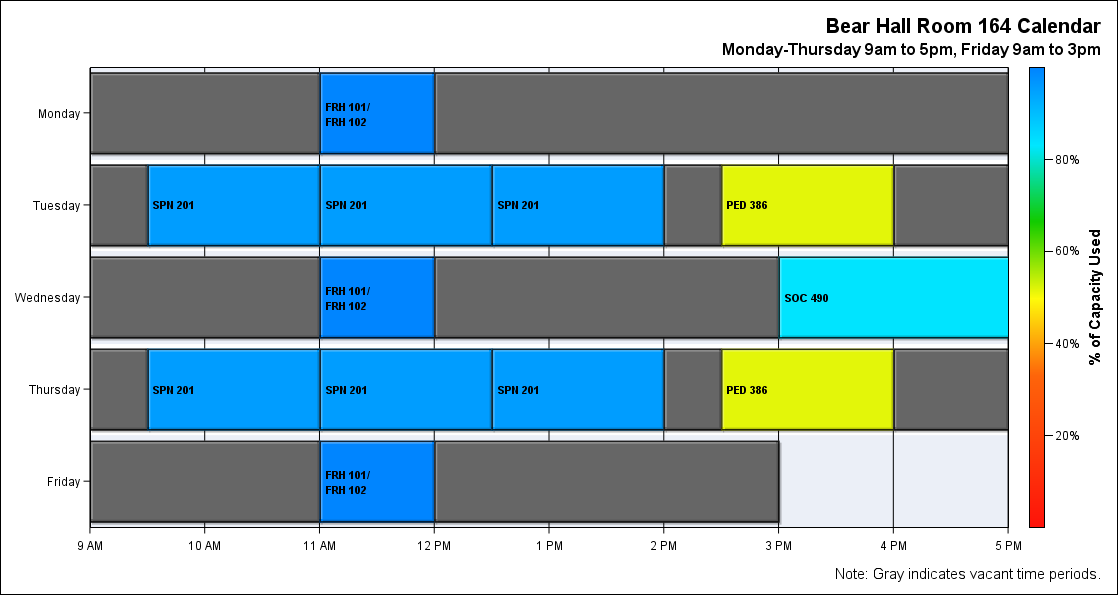 Bear Hall Room 164 Calendar
Monday-Thursday 9am to 5pm, Friday 9am to 3pm
Monday
FRH 101/
FRH 102
Tuesday
SPN 201
SPN 201
SPN 201
PED 386
Wednesday
FRH 101/
FRH 102
SOC 490
Thursday
SPN 201
SPN 201
SPN 201
PED 386
Friday
FRH 101/
FRH 102
9 AM
10 AM
11 AM
12 PM
1 PM
2 PM
3 PM
4 PM
5 PM
80%
60%
40%
20%
% of Capacity Used
Note: Gray indicates vacant time periods.